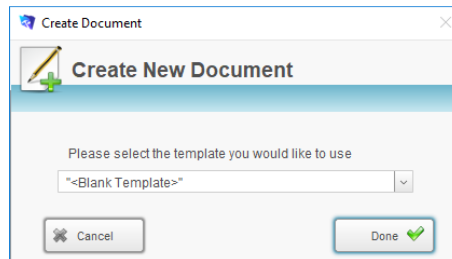 Create Document
Create New Document
Please select the template you would like to use
"<Blank Template>"
Cancel
Done